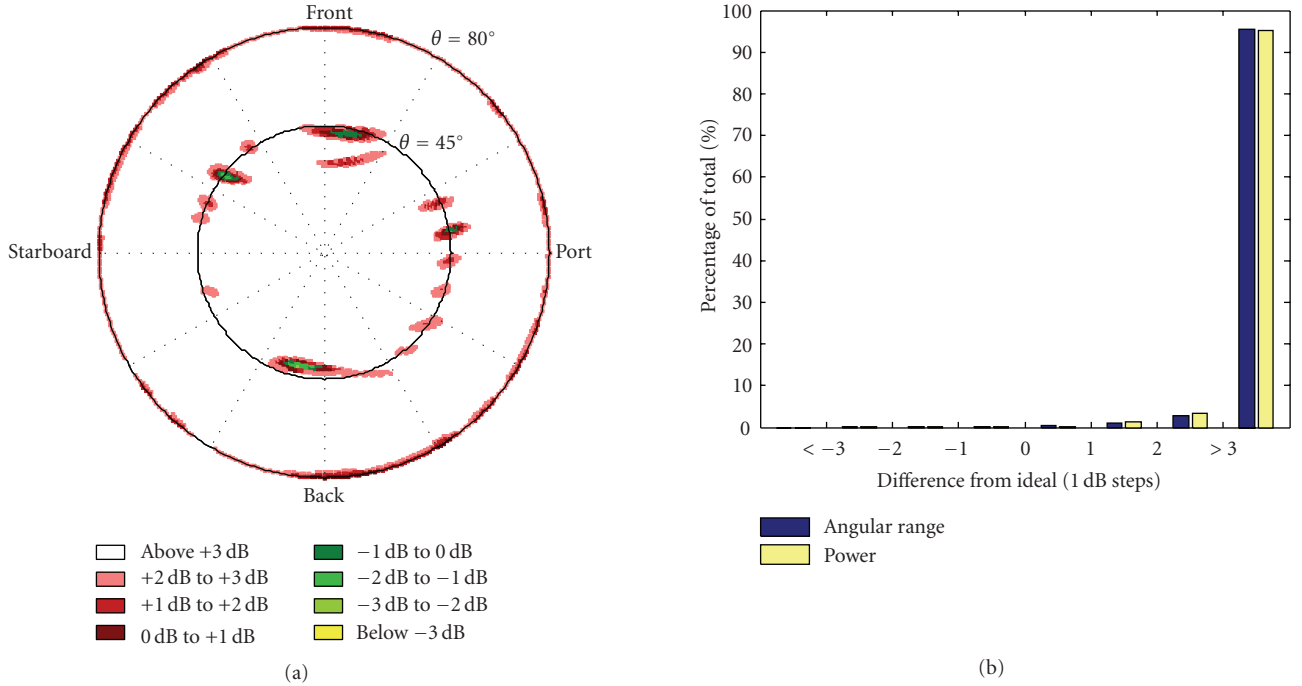 Front
θ = 80°
θ = 45°
Starboard
Port
Back
Above +3 dB
+2 dB to +3 dB
+1 dB to +2 dB
0 dB to +1 dB
−1 dB to 0 dB
−2 dB to −1 dB
−3 dB to −2 dB
Below −3 dB
(a)
100
90
80
70
60
50
40
30
20
10
0
Percentage of total (%)
< −3 −2 −1 0 1 2 > 3
Difference from ideal (1 dB steps)
Angular range
Power
(b)